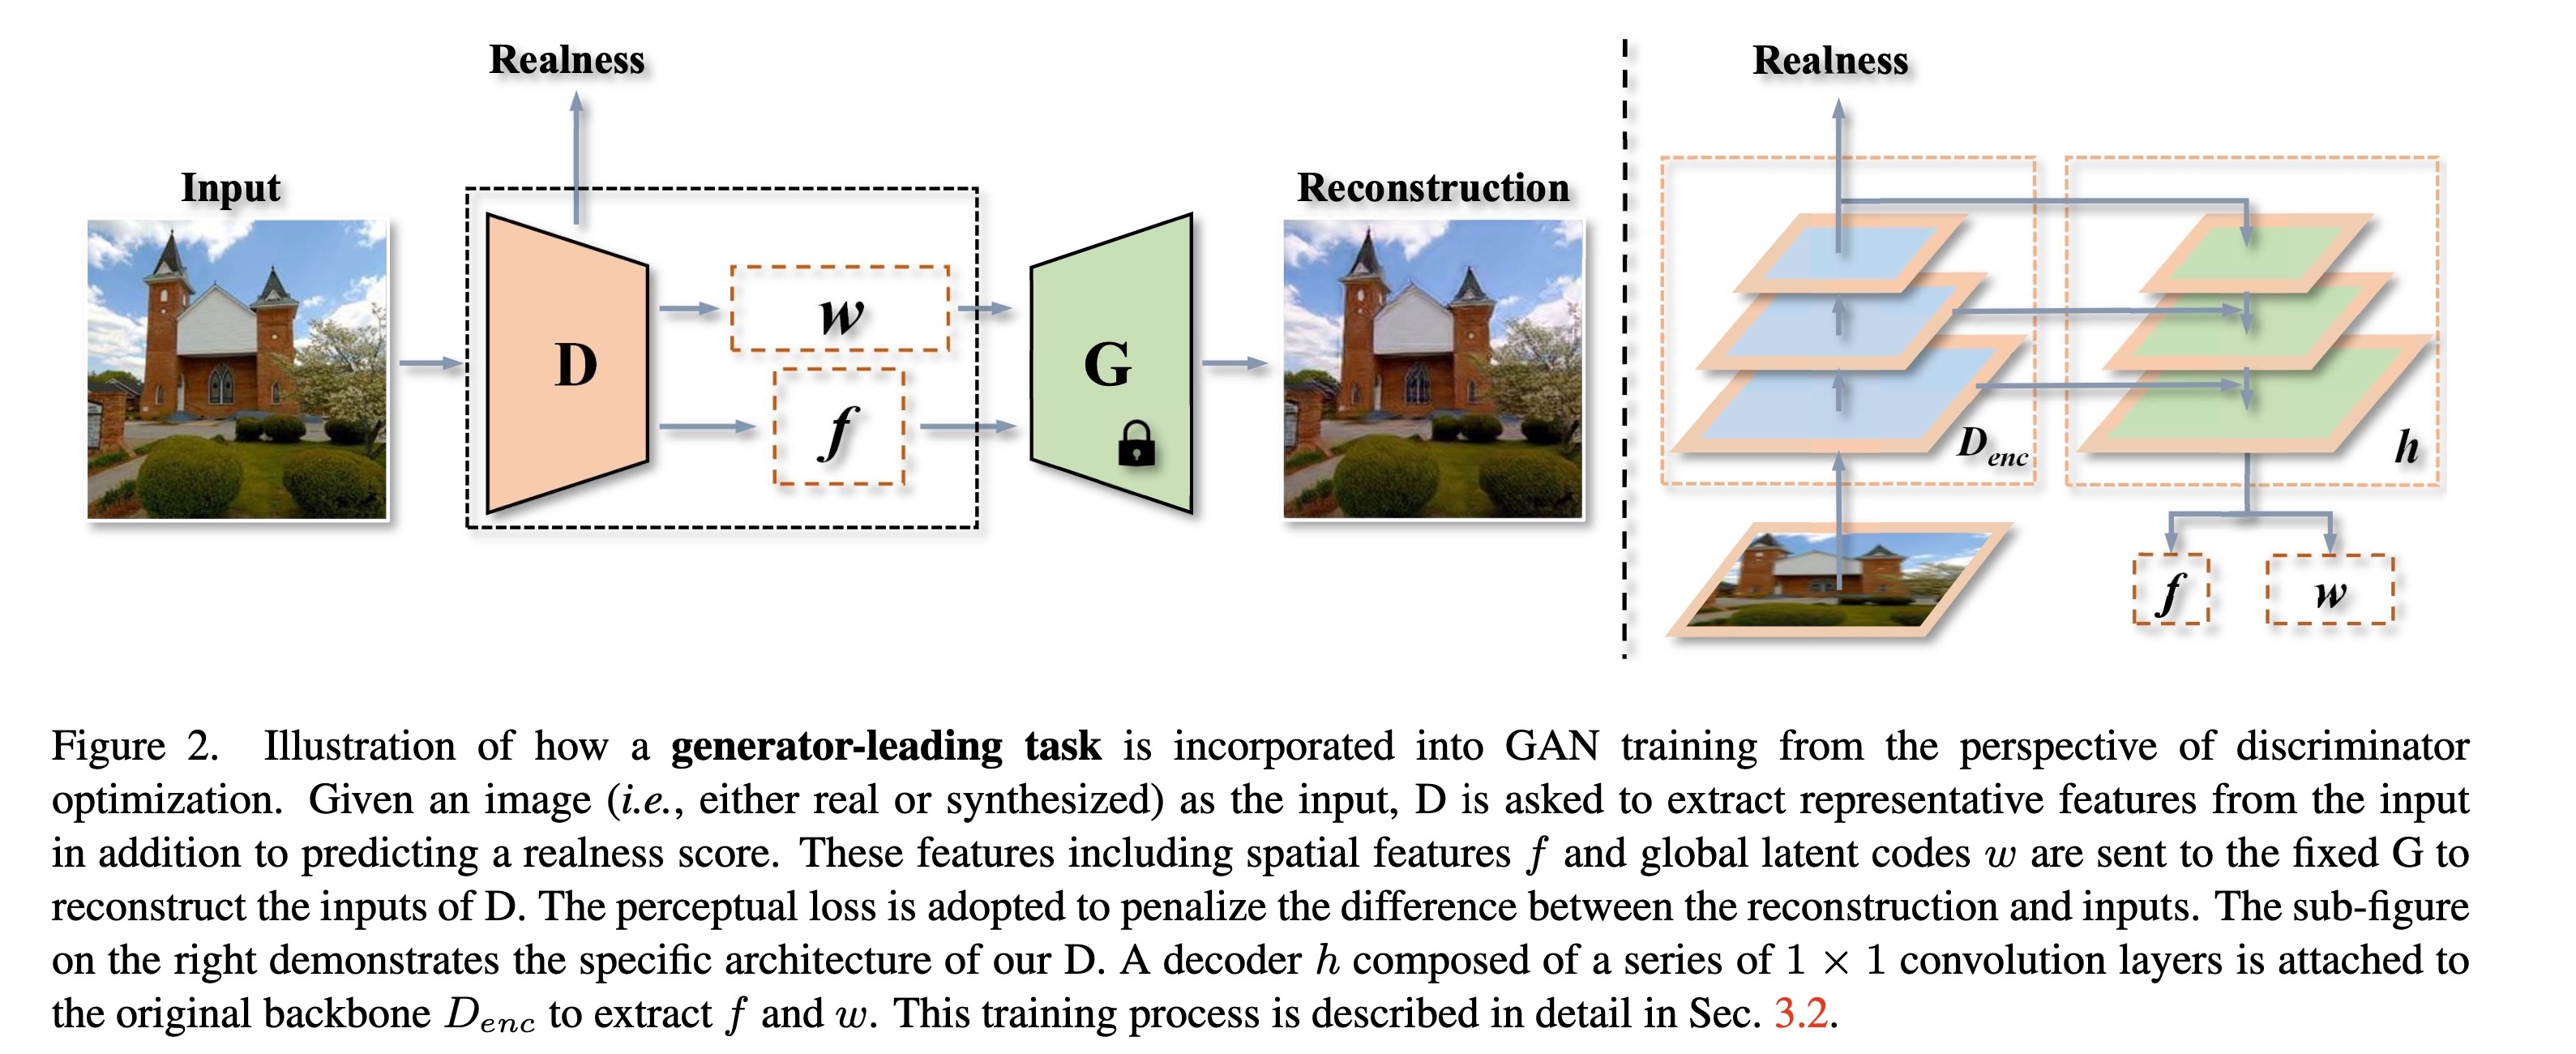 Realness
Input
D
w
f
G
Reconstruction
Realness
D_{enc}
h
f
w
Figure 2. Illustration of how a generator-leading task is incorporated into GAN training from the perspective of discriminator
optimization. Given an image (i.e., either real or synthesized) as the input, D is asked to extract representative features from the input
in addition to predicting a realness score. These features including spatial features f and global latent codes w are sent to the fixed G to
reconstruct the inputs of D. The perceptual loss is adopted to penalize the difference between the reconstruction and inputs. The sub-figure
on the right demonstrates the specific architecture of our D. A decoder h composed of a series of 1 × 1 convolution layers is attached to
the original backbone D_{enc} to extract f and w. This training process is described in detail in Sec. 3.2.